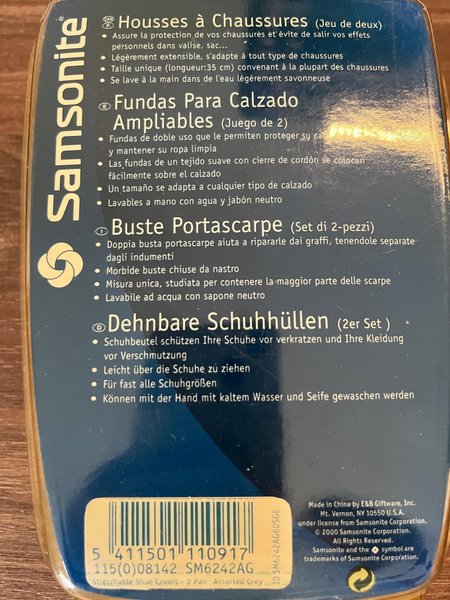 Samsonite
Housses à Chaussures (Jeu de deux)
• Assure la protection de vos chaussures et évite de salir vos effets
personnels dans valise, sac...
• Légèrement extensible, s'adapte à tout type de chaussures
• Taille unique (longueur:35 cm) convenant à la plupart des chaussures
• Se lave à la main dans de l'eau légèrement savonneuse
E Fundas Para Calzado
Ampliables (Juego de 2)
• Fundas de doble uso que le permiten proteger su
y mantener su ropa limpia
• Las fundas de un tejido suave con cierre de cordón se colocan
fácilmente sobre el calzado
• Un tamaño se adapta a cualquier tipo de calzado
• Lavables a mano con agua y jabón neutro
I Buste Portascarpe (Set di 2-pezzi)
• Doppia busta portascarpe aiuta a ripararle dai graffi, tenendole separate
dagli indumenti
• Morbide buste chiuse da nastro
• Misura unica, studiata per contenere la maggior parte delle scarpe
• Lavabile ad acqua con sapone neutro
D Dehnbare Schuhhüllen (2er Set )
• Schuhbeutel schützen Ihre Schuhe vor verkratzen und Ihre Kleidung
vor Verschmutzung
• Leicht über die Schuhe zu ziehen
• Für fast alle Schuhgrößen
• Können mit der Hand mit kaltem Wasser und Seife gewaschen werden
5 411501 110917
115(0)08142 SM6242AG
Stretchable Shoe Covers - 2 Pair Assorted Grey
ID SM6242AG60SGE
Made in China by E&B Giftware, Inc.
Mt. Vernon, NY 10550 U.S.A.
under license from Samsonite Corporation.
© 2000 Samsonite Corporation.
All Rights Reserved.
Samsonite and the symbol are
trademarks of Samsonite Corporation.